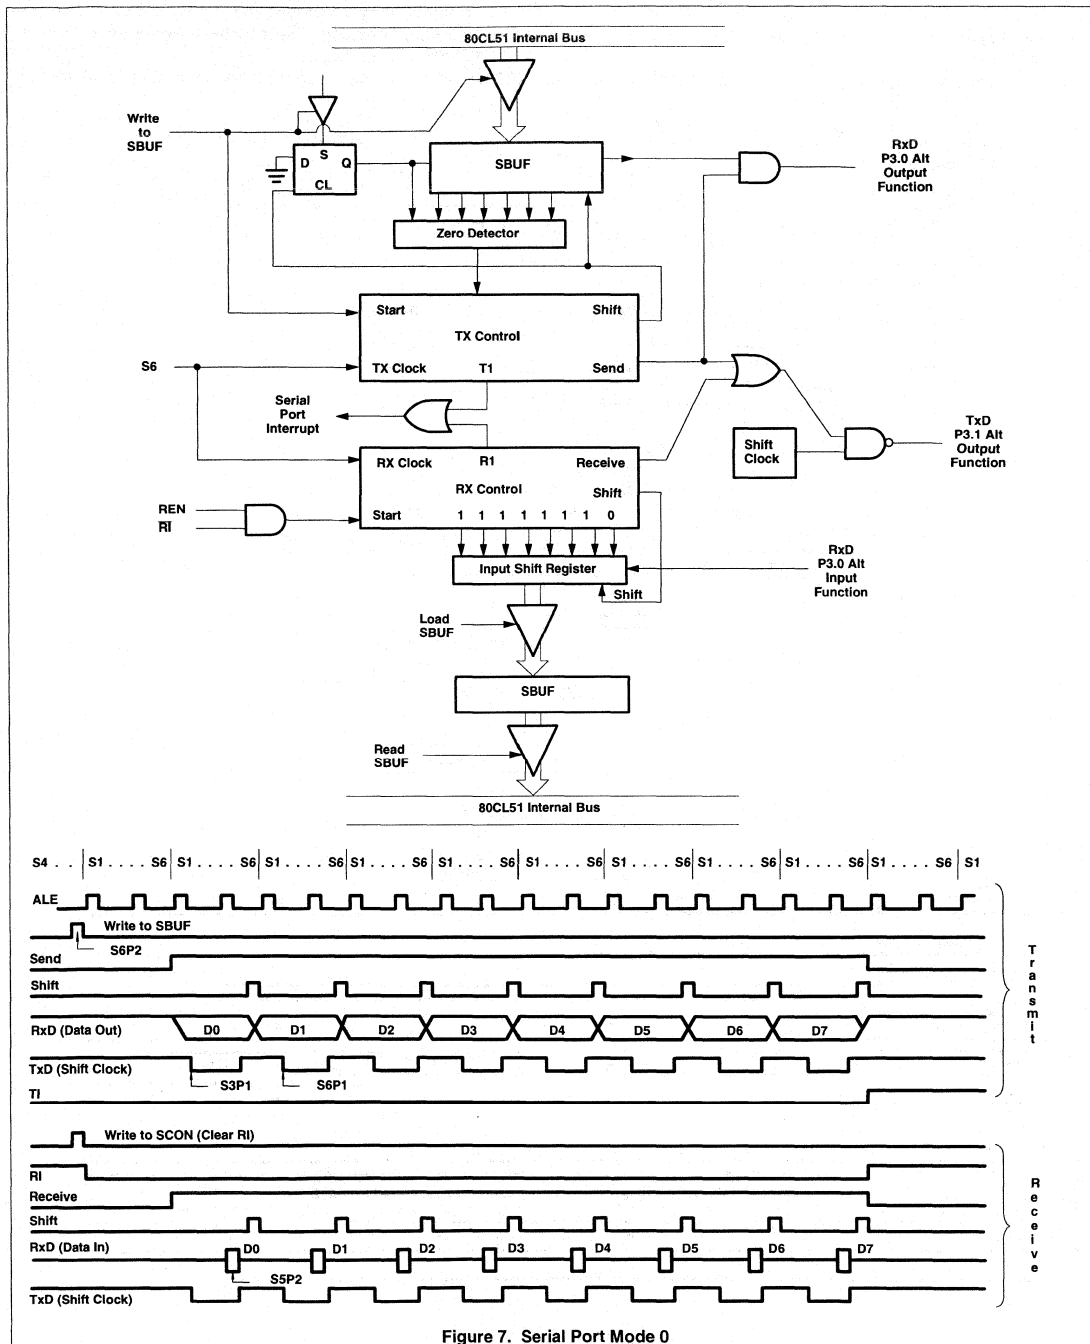 80CL51 Internal Bus
Write
to
SBUF
S
D Q
CL
SBUF
RxD
P3.0 Alt
Output
Function
Zero Detector
Start Shift
TX Control
S6
TX Clock T1 Send
Serial
Port
Interrupt
Shift
Clock
TxD
P3.1 Alt
Output
Function
RX Clock R1 Receive
RX Control
Shift
REN
RI
Start 1 1 1 1 1 1 1 0
RxD
P3.0 Alt
Input
Function
Input Shift Register
Shift
Load
SBUF
SBUF
Read
SBUF
80CL51 Internal Bus
S4 . . S1 . . . . S6 S1 . . . . S6 S1 . . . . S6 S1 . . . . S6 S1 . . . . S6 S1 . . . . S6 S1 . . . . S6 S1 . . . . S6 S1 . . . . S6 S1 . . . . S6 S1
ALE
Write to SBUF
S6P2
Send
Shift
RxD (Data Out) D0 D1 D2 D3 D4 D5 D6 D7
TxD (Shift Clock)
S3P1 S6P1
TI
Transmit
Write to SCON (Clear RI)
RI
Receive
Shift
RxD (Data In) D0 D1 D2 D3 D4 D5 D6 D7
S5P2
TxD (Shift Clock)
Receive
Figure 7. Serial Port Mode 0